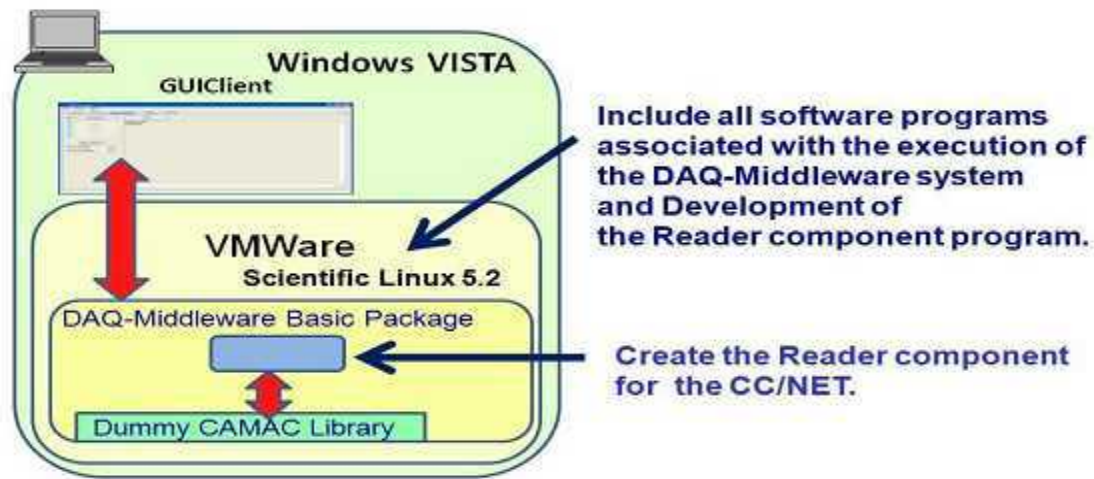 Windows VISTA
GUIClient
Include all software programs
associated with the execution of
the DAQ-Middleware system
and Development of
the Reader component program.
VMWare
Scientific Linux 5.2
DAQ-Middleware Basic Package
Create the Reader component
for the CC/NET.
Dummy CAMAC Library